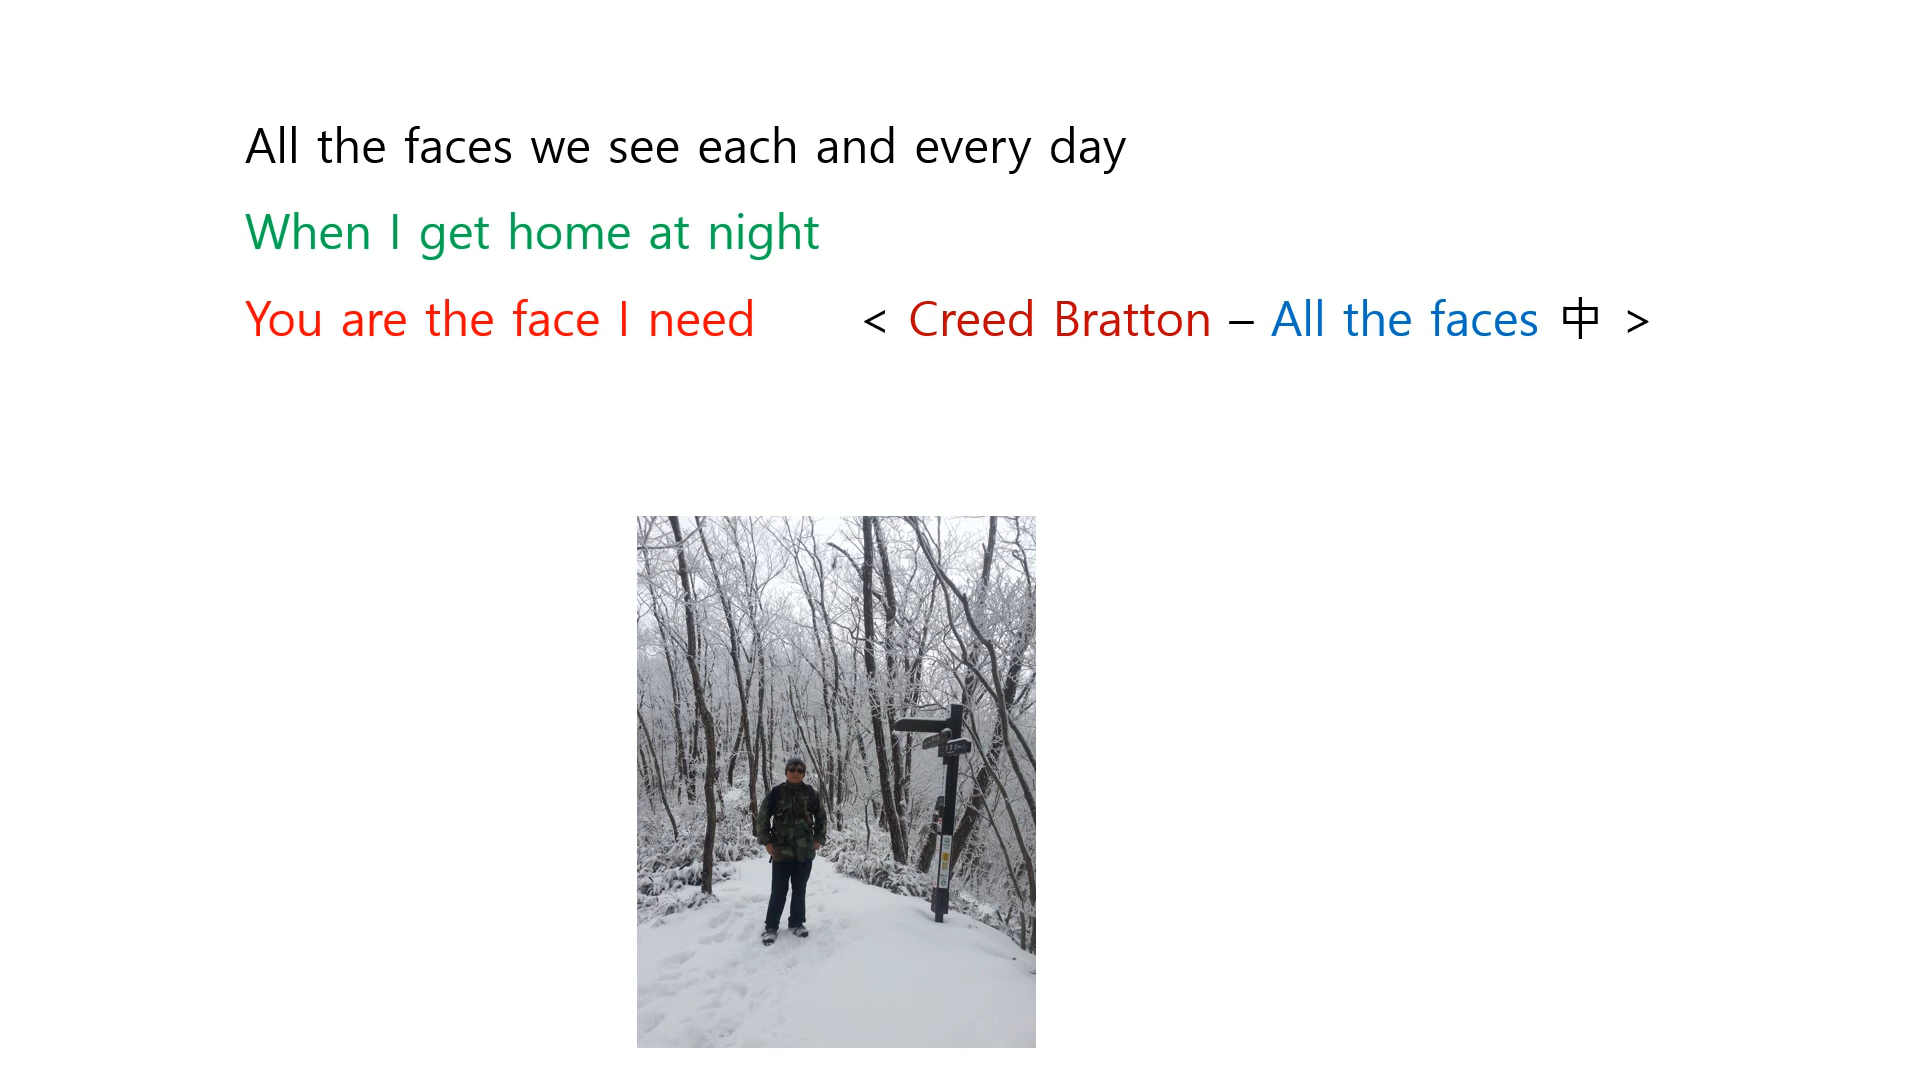 All the faces we see each and every day
When I get home at night
You are the face I need < Creed Bratton – All the faces 中 >